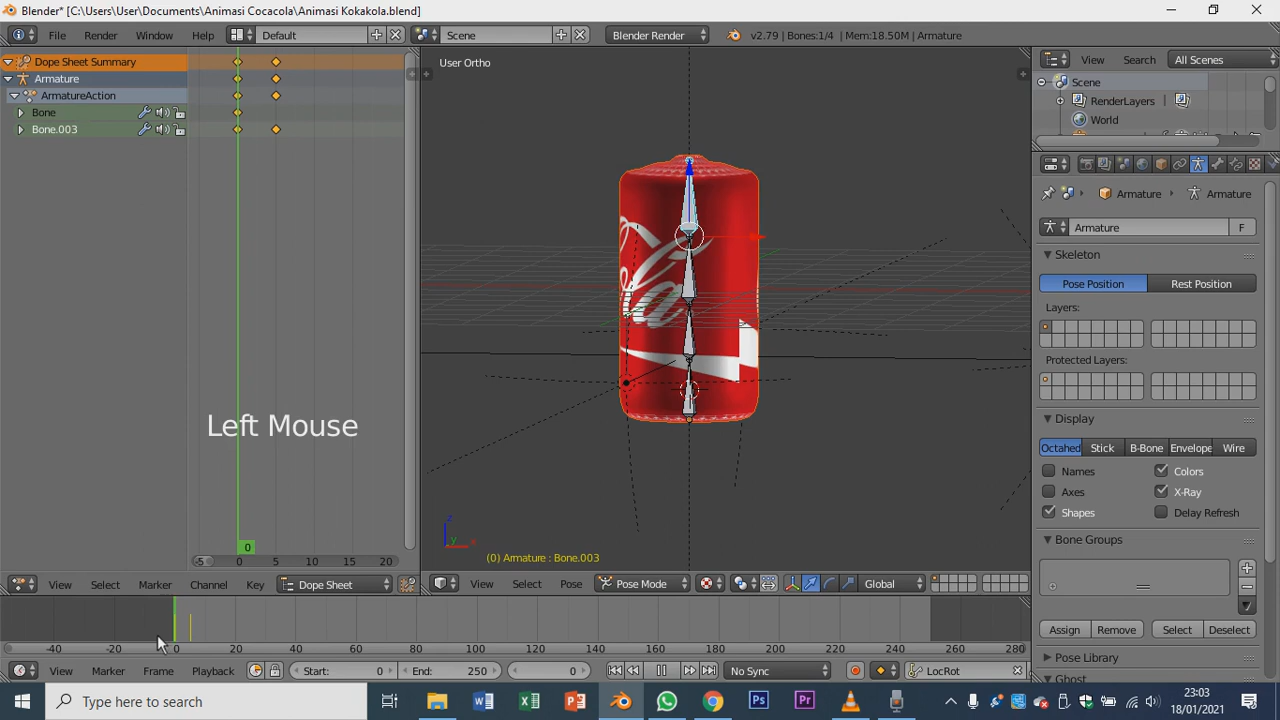 Blender* [C:\Users\User\Documents\Animasi Cocacola\Animasi Kokakola.blend]
File Render Window Help Default Scene Blender Render v2.79 | Bones:1/4 | Mem:18.50M | Armature
Dope Sheet Summary
Armature
ArmatureAction
Bone
Bone.003
Left Mouse
0
-5 0 5 10 15 20
View Select Marker Channel Key Dope Sheet
User Ortho
(0) Armature : Bone.003
View Select Pose Pose Mode Global
View Search All Scenes
Scene
RenderLayers
World
Armature Armature
Armature F
Skeleton
Pose Position Rest Position
Layers:
Protected Layers:
Display
Octahed Stick B-Bone Envelope Wire
Names Colors
Axes X-Ray
Shapes Delay Refresh
Bone Groups
Assign Remove Select Deselect
Pose Library
Ghost
-40 -20 0 20 40 60 80 100 120 140 160 180 200 220 240 260 280
View Marker Frame Playback Start: 0 End: 250 0 No Sync LocRot
Type here to search
23:03
18/01/2021